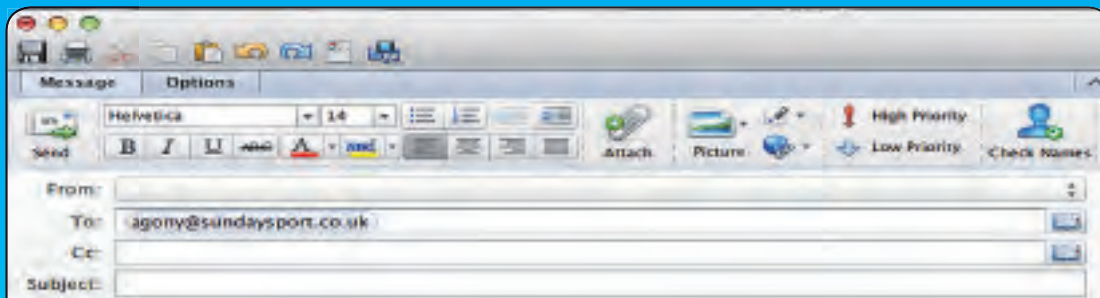 Message Options
Helvetica 14
Send B I U ABC A Attach Picture High Priority Low Priority Check Names
From:
To: agony@sundaysport.co.uk
Cc:
Subject: